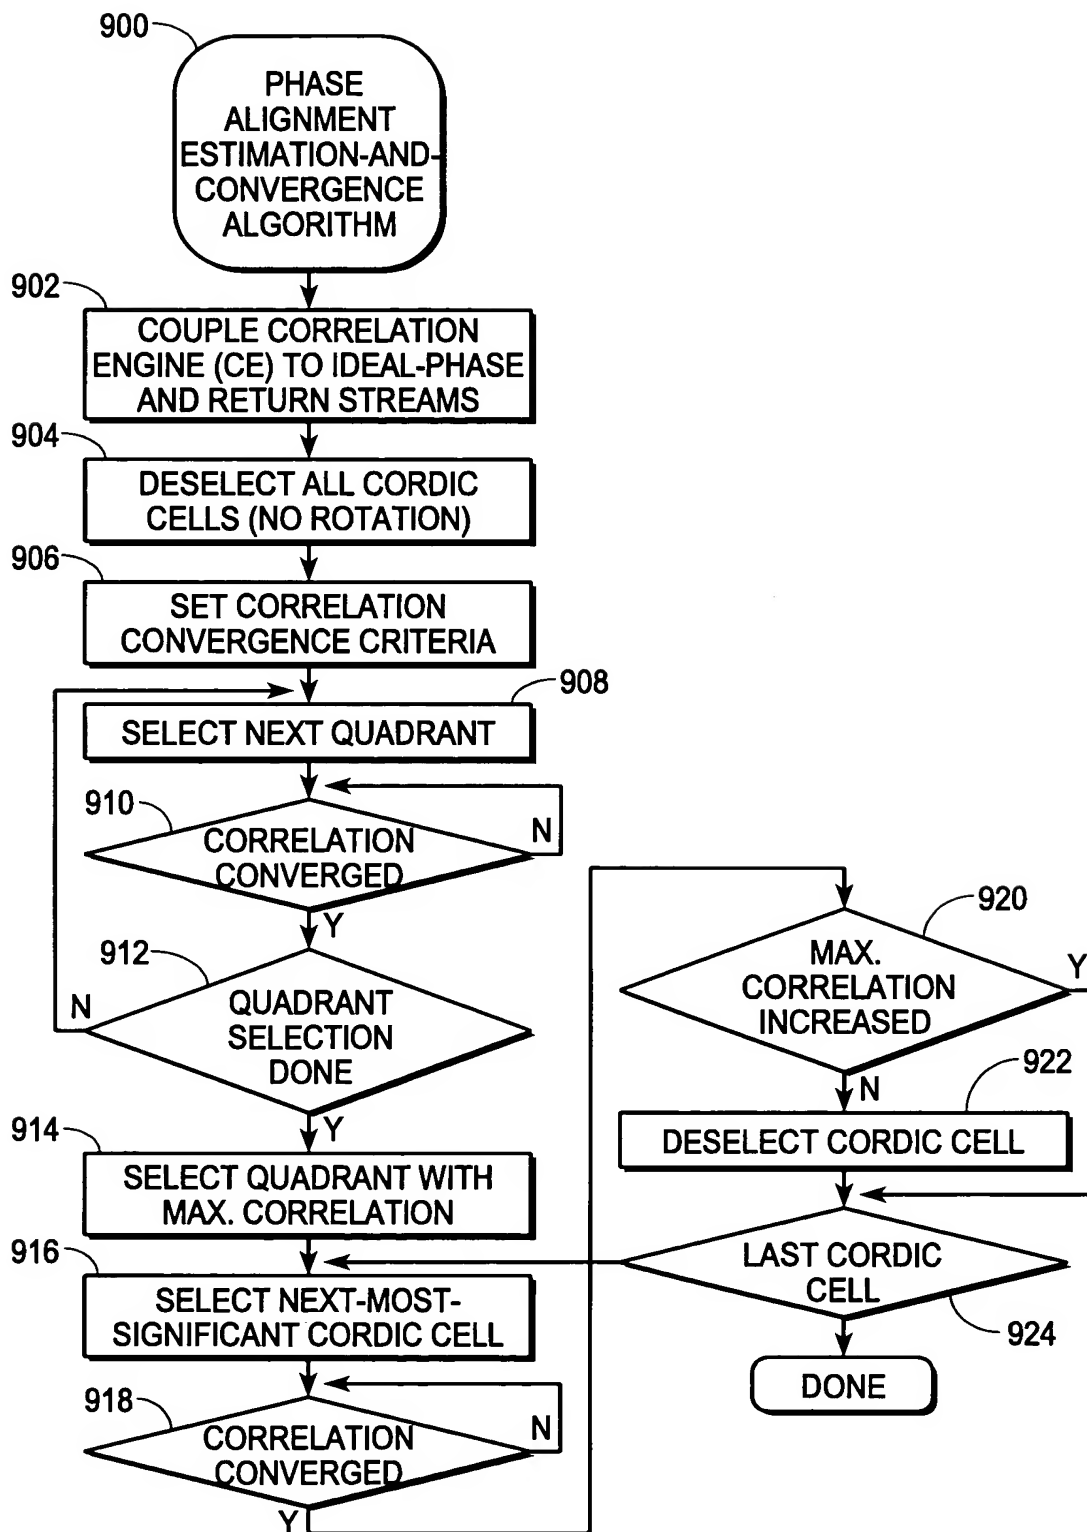 900
PHASE
ALIGNMENT
ESTIMATION-AND-
CONVERGENCE
ALGORITHM
902
COUPLE CORRELATION
ENGINE (CE) TO IDEAL-PHASE
AND RETURN STREAMS
904
DESELECT ALL CORDIC
CELLS (NO ROTATION)
906
SET CORRELATION
CONVERGENCE CRITERIA
908
SELECT NEXT QUADRANT
910
CORRELATION
CONVERGED
N
Y
912
QUADRANT
SELECTION
DONE
N
Y
914
SELECT QUADRANT WITH
MAX. CORRELATION
916
SELECT NEXT-MOST-
SIGNIFICANT CORDIC CELL
918
CORRELATION
CONVERGED
N
Y
920
MAX.
CORRELATION
INCREASED
Y
N
922
DESELECT CORDIC CELL
LAST CORDIC
CELL
924
DONE